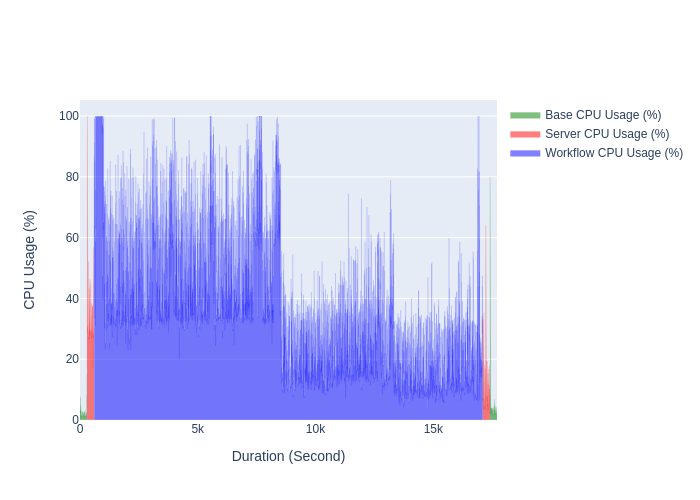 100
80
60
40
20
0
0
5k
10k
15k
CPU Usage (%)
Duration (Second)
Base CPU Usage (%)
Server CPU Usage (%)
Workflow CPU Usage (%)